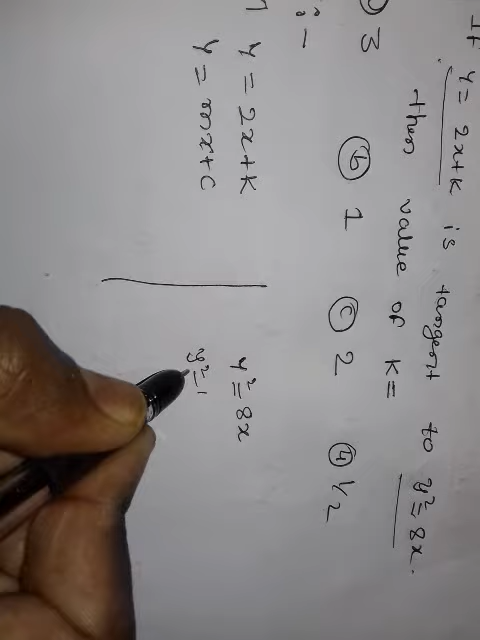 If y = 2x+k is tangent to y² = 8x.
then value of k =
3 (b) 1 (c) 2 (4) 1/2
y = 2x+k y² = 8x
y = mx+c y² =